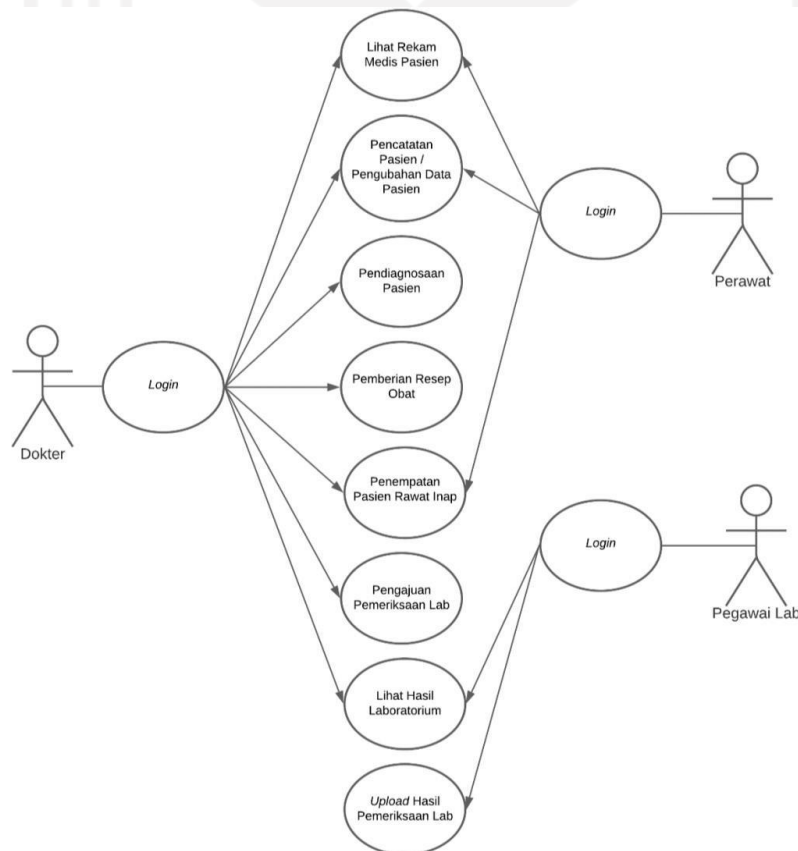 Lihat Rekam
Medis Pasien
Pencatatan
Pasien /
Pengubahan Data
Pasien
Login
Perawat
Pendiagnosaan
Pasien
Login
Dokter
Pemberian Resep
Obat
Penempatan
Pasien Rawat Inap
Login
Pegawai Lab
Pengajuan
Pemeriksaan Lab
Lihat Hasil
Laboratorium
Upload Hasil
Pemeriksaan Lab